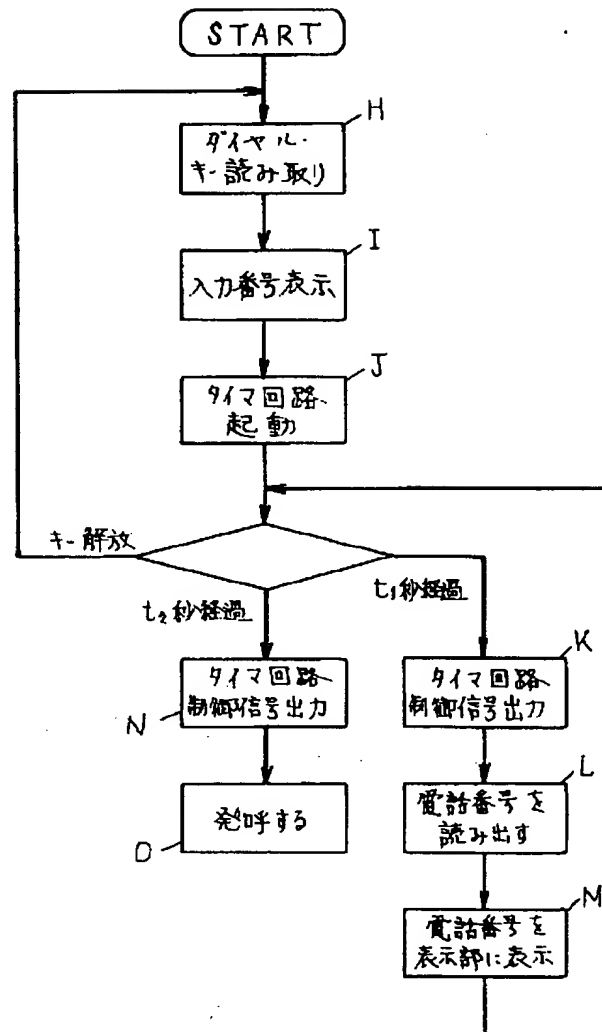 START
H
ダイヤル・
キー読み取り
I
入力番号表示
J
タイマ回路
起動
キー解放
t₂秒経過
t₁秒経過
N
タイマ回路
制御信号出力
K
タイマ回路
制御信号出力
O
発呼する
L
電話番号を
読み出す
M
電話番号を
表示部に表示